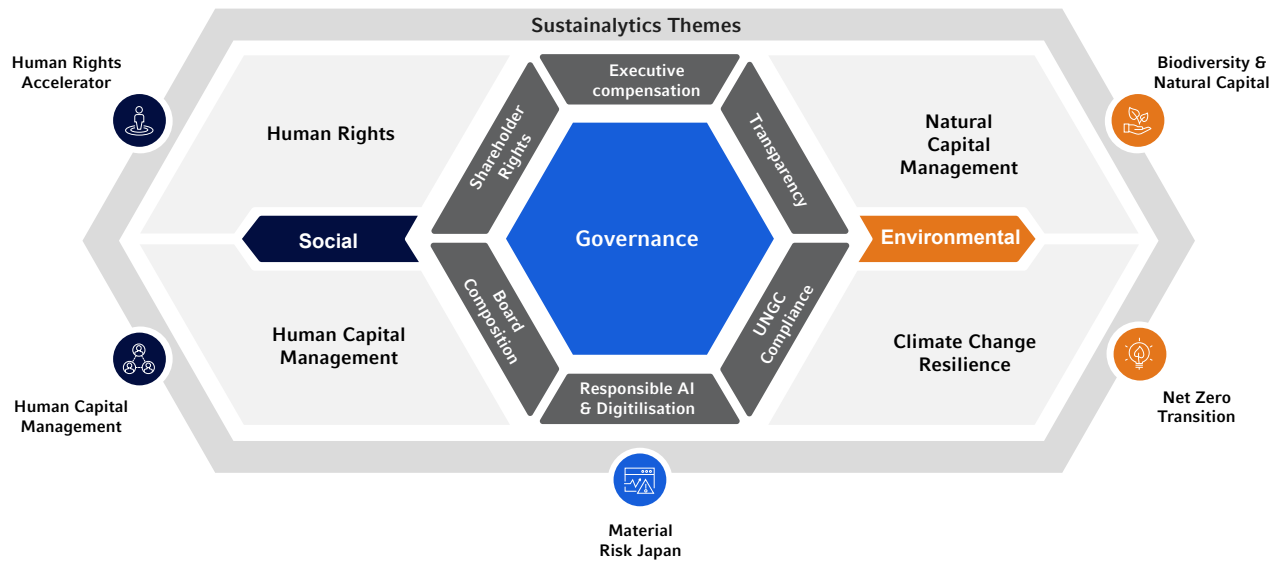 Sustainalytics Themes
Human Rights
Accelerator
Biodiversity &
Natural Capital
Executive
compensation
Shareholder
Rights
Transparency
Human Rights
Natural
Capital
Management
Social
Governance
Environmental
Board
Composition
UNGC
Compliance
Human Capital
Management
Climate Change
Resilience
Responsible AI
& Digitilisation
Human Capital
Management
Net Zero
Transition
Material
Risk Japan